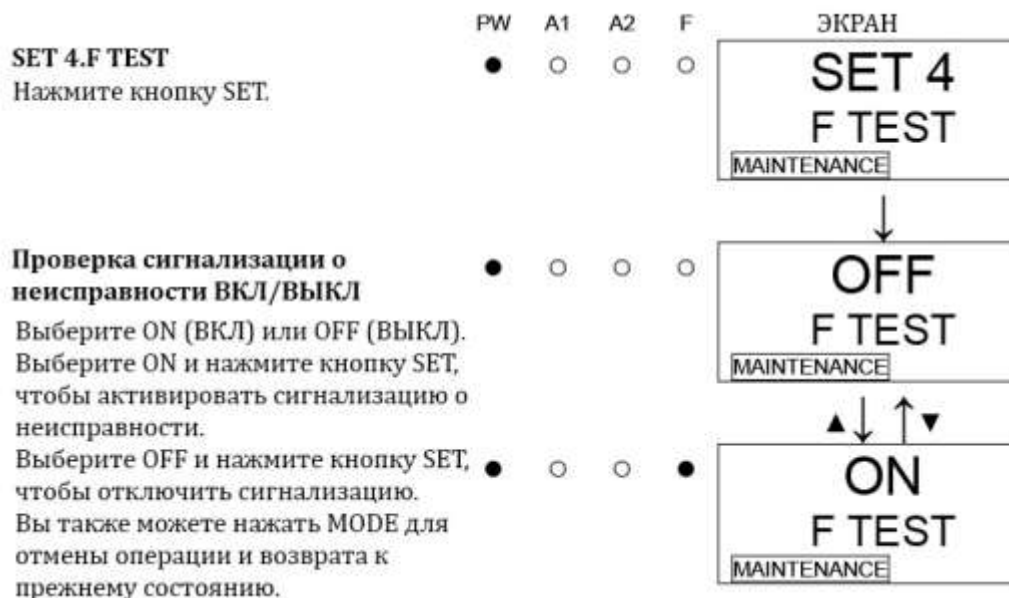 PW A1 A2 F ЭКРАН
SET 4.F TEST
Нажмите кнопку SET.
SET 4
F TEST
MAINTENANCE
Проверка сигнализации о
неисправности ВКЛ/ВЫКЛ
Выберите ON (ВКЛ) или OFF (ВЫКЛ).
Выберите ON и нажмите кнопку SET,
чтобы активировать сигнализацию о
неисправности.
Выберите OFF и нажмите кнопку SET,
чтобы отключить сигнализацию.
Вы также можете нажать MODE для
отмены операции и возврата к
прежнему состоянию.
OFF
F TEST
MAINTENANCE
▲↓ ↑▼
ON
F TEST
MAINTENANCE